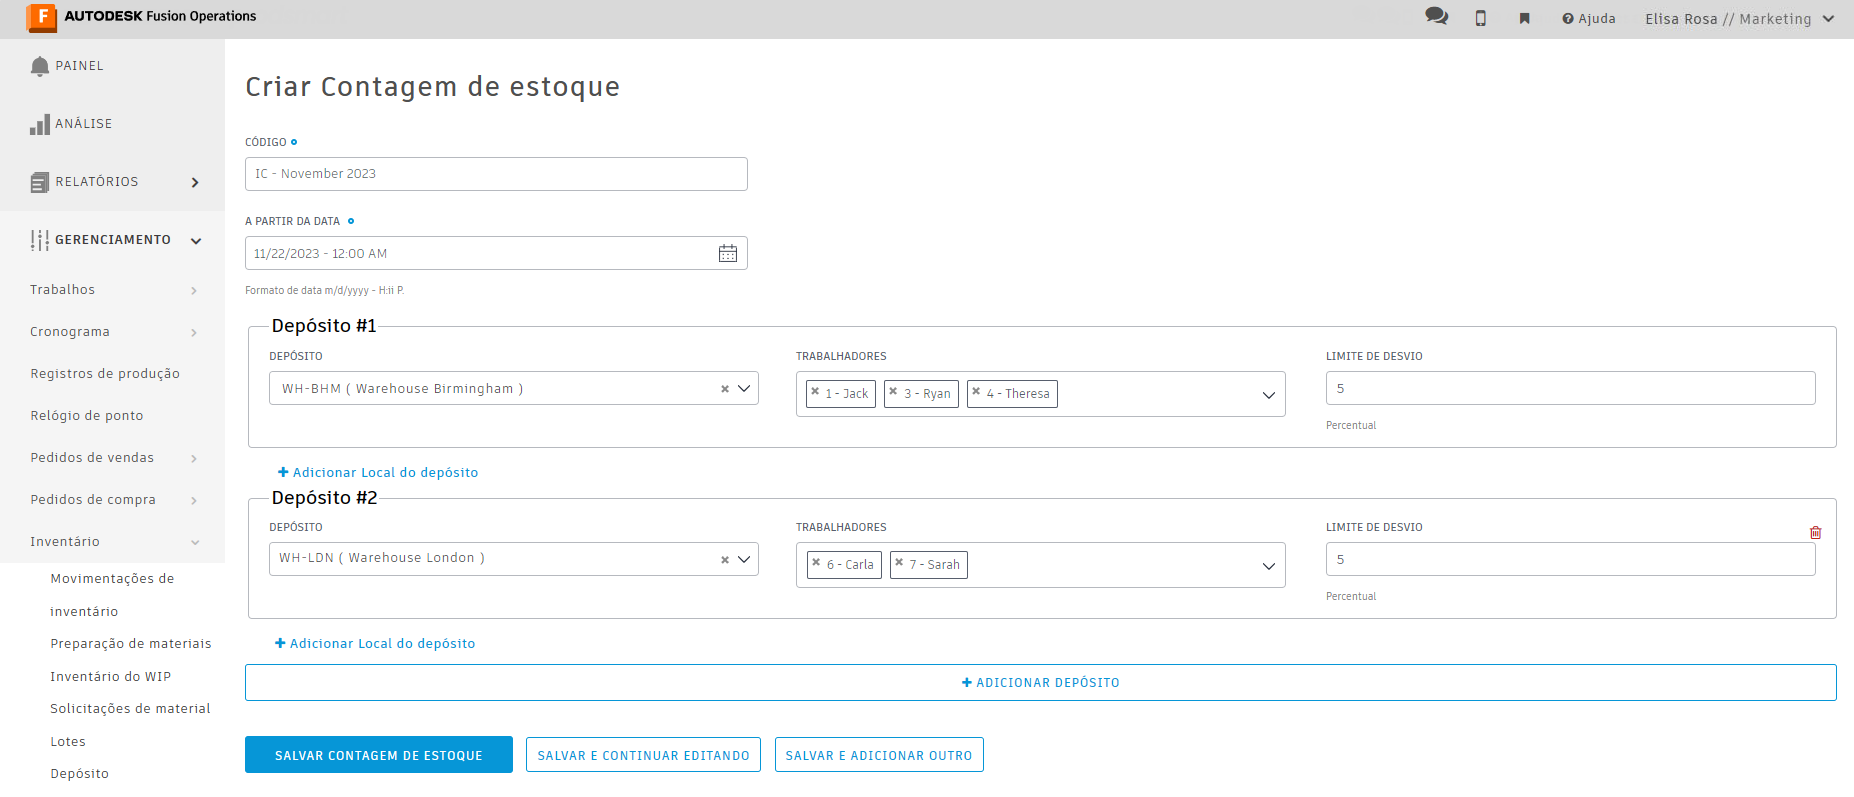 F AUTODESK Fusion Operations
Ajuda
Elisa Rosa // Marketing
PAINEL
ANÁLISE
RELATÓRIOS
GERENCIAMENTO
Trabalhos
Cronograma
Registros de produção
Relógio de ponto
Pedidos de vendas
Pedidos de compra
Inventário
Movimentações de
inventário
Preparação de materiais
Inventário do WIP
Solicitações de material
Lotes
Depósito
Criar Contagem de estoque
CÓDIGO
IC - November 2023
A PARTIR DA DATA
11/22/2023 - 12:00 AM
Formato de data m/d/yyyy - H:ii P.
Depósito #1
DEPÓSITO
WH-BHM ( Warehouse Birmingham )
TRABALHADORES
1 - Jack
3 - Ryan
4 - Theresa
LIMITE DE DESVIO
5
Percentual
+ Adicionar Local do depósito
Depósito #2
DEPÓSITO
WH-LDN ( Warehouse London )
TRABALHADORES
6 - Carla
7 - Sarah
LIMITE DE DESVIO
5
Percentual
+ Adicionar Local do depósito
+ ADICIONAR DEPÓSITO
SALVAR CONTAGEM DE ESTOQUE
SALVAR E CONTINUAR EDITANDO
SALVAR E ADICIONAR OUTRO